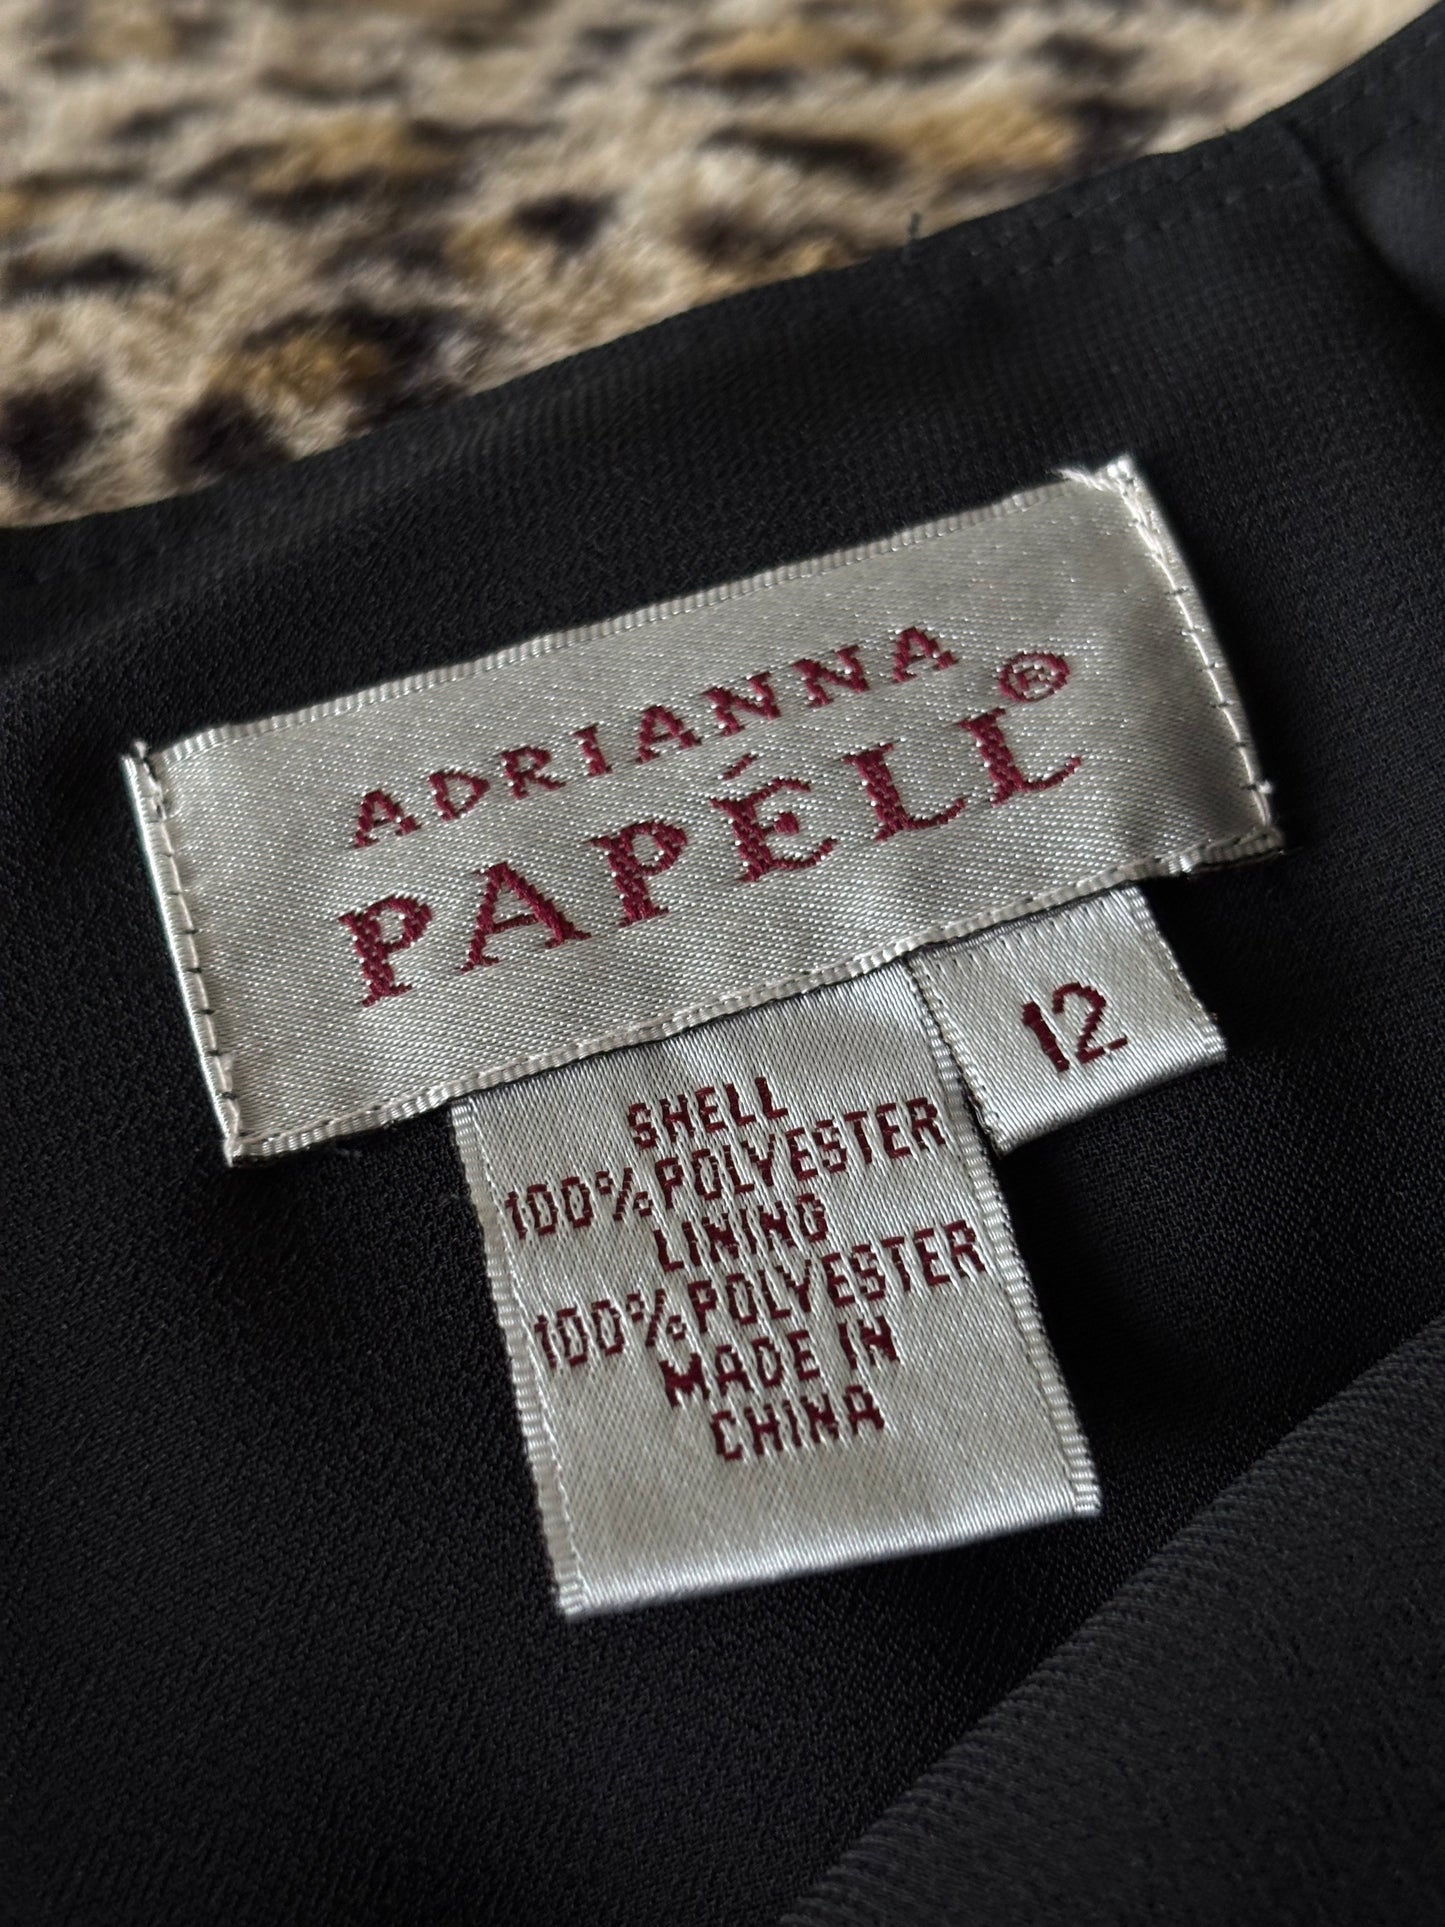 ADRIANNA
PAPÉLL®
12
SHELL
100% POLYESTER
LINING
100% POLYESTER
MADE IN
CHINA